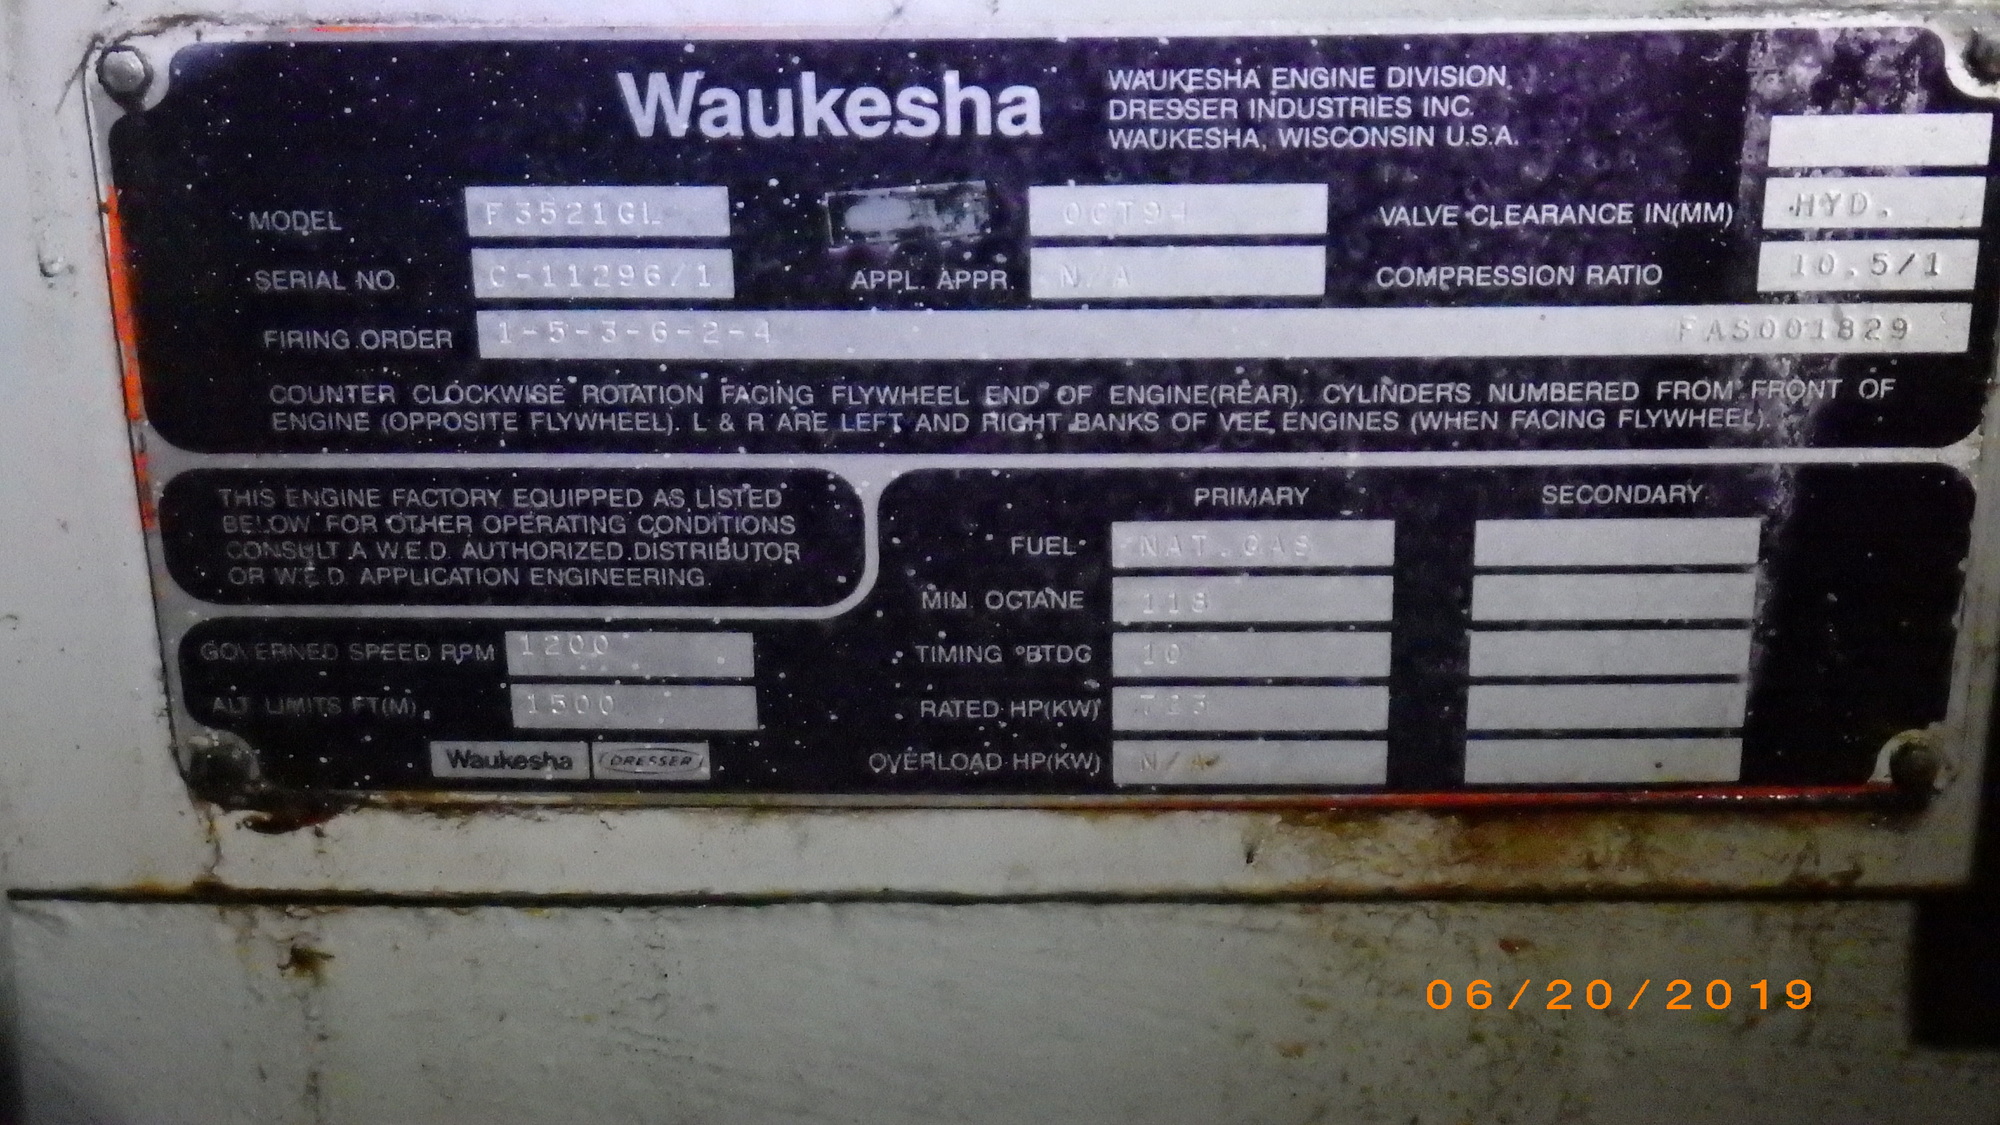 Waukesha
WAUKESHA ENGINE DIVISION
DRESSER INDUSTRIES INC.
WAUKESHA, WISCONSIN U.S.A.
MODEL F3521GL OCT94 VALVE CLEARANCE IN(MM) HYD.
SERIAL NO. C-11296/1 APPL. APPR. N/A COMPRESSION RATIO 10.5/1
FIRING ORDER 1-5-3-6-2-4 FAS001829
COUNTER CLOCKWISE ROTATION FACING FLYWHEEL END OF ENGINE(REAR). CYLINDERS NUMBERED FROM FRONT OF
ENGINE (OPPOSITE FLYWHEEL). L & R ARE LEFT AND RIGHT BANKS OF VEE ENGINES (WHEN FACING FLYWHEEL).
THIS ENGINE FACTORY EQUIPPED AS LISTED
BELOW. FOR OTHER OPERATING CONDITIONS
CONSULT A W.E.D. AUTHORIZED DISTRIBUTOR
OR W.E.D. APPLICATION ENGINEERING.
GOVERNED SPEED RPM 1200
ALT. LIMITS FT(M) 1500
Waukesha DRESSER
PRIMARY SECONDARY
FUEL NAT.GAS
MIN. OCTANE 118
TIMING °BTDG 10
RATED HP(KW)
OVERLOAD HP(KW) N/A
06/20/2019